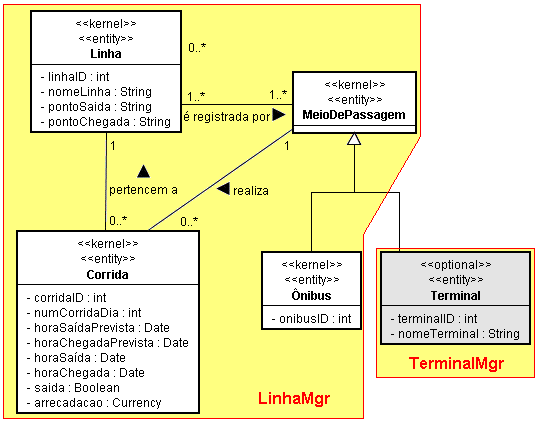 <<kernel>>
<<entity>>
Linha
- linhaID : int
- nomeLinha : String
- pontoSaida : String
- pontoChegada : String
0..*
1..*
1..*
é registrada por
<<kernel>>
<<entity>>
MeioDePassagem
1
1
pertencem a
realiza
0..*
0..*
<<kernel>>
<<entity>>
Corrida
- corridaID : int
- numCorridaDia : int
- horaSaídaPrevista : Date
- horaChegadaPrevista : Date
- horaSaída : Date
- horaChegada : Date
- saida : Boolean
- arrecadacao : Currency
<<kernel>>
<<entity>>
Ônibus
- onibusID : int
<<optional>>
<<entity>>
Terminal
- terminalID : int
- nomeTerminal : String
TerminalMgr
LinhaMgr